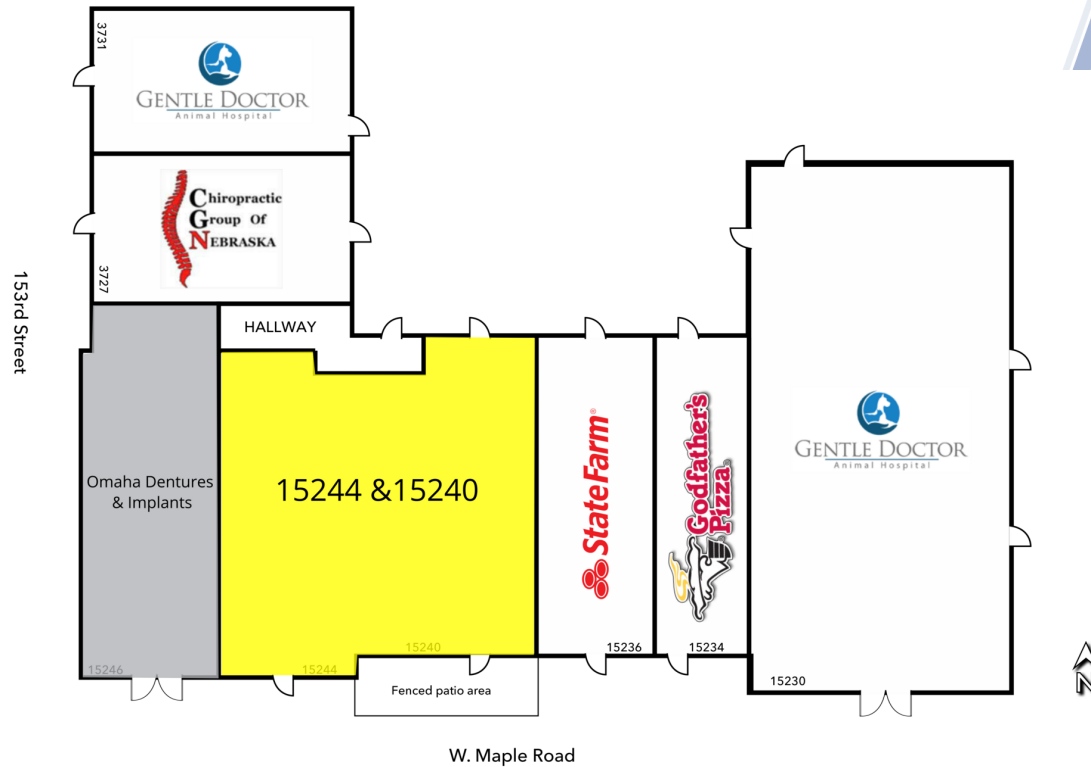 3731
GENTLE DOCTOR
Animal Hospital
Chiropractic
Group Of
NEBRASKA
3727
153rd Street
HALLWAY
Omaha Dentures
& Implants
15246
15244 &15240
15244
15240
Fenced patio area
StateFarm®
15236
Godfather's
Pizza
15234
GENTLE DOCTOR
Animal Hospital
15230
N
W. Maple Road